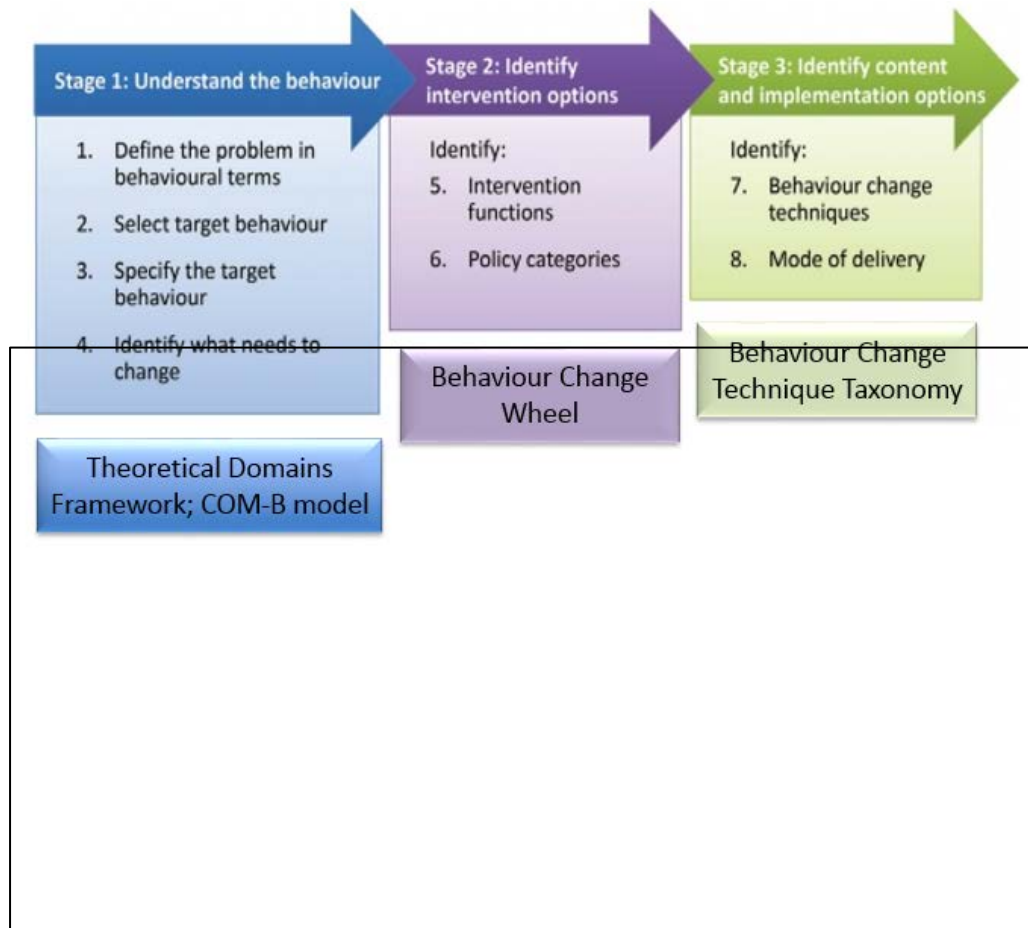 Stage 1: Understand the behaviour
1. Define the problem in
behavioural terms
2. Select target behaviour
3. Specify the target
behaviour
4. Identify what needs to
change
Theoretical Domains
Framework; COM-B model
Stage 2: Identify
intervention options
Identify:
5. Intervention
functions
6. Policy categories
Behaviour Change
Wheel
Stage 3: Identify content
and implementation options
Identify:
7. Behaviour change
techniques
8. Mode of delivery
Behaviour Change
Technique Taxonomy